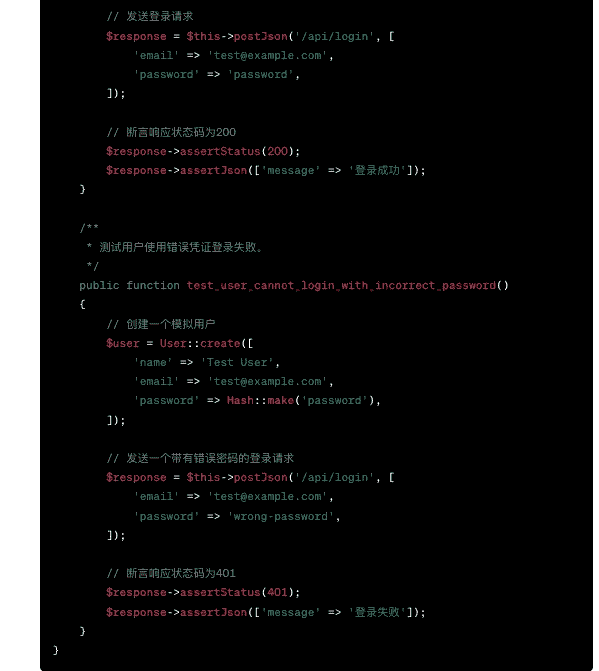 // 发送登录请求
$response = $this->postJson('/api/login', [
'email' => 'test@example.com',
'password' => 'password',
]);
// 断言响应状态码为200
$response->assertStatus(200);
$response->assertJson(['message' => '登录成功']);
}
/**
* 测试用户使用错误凭证登录失败。
*/
public function test_user_cannot_login_with_incorrect_password()
{
// 创建一个模拟用户
$user = User::create([
'name' => 'Test User',
'email' => 'test@example.com',
'password' => Hash::make('password'),
]);
// 发送一个带有错误密码的登录请求
$response = $this->postJson('/api/login', [
'email' => 'test@example.com',
'password' => 'wrong-password',
]);
// 断言响应状态码为401
$response->assertStatus(401);
$response->assertJson(['message' => '登录失败']);
}
}